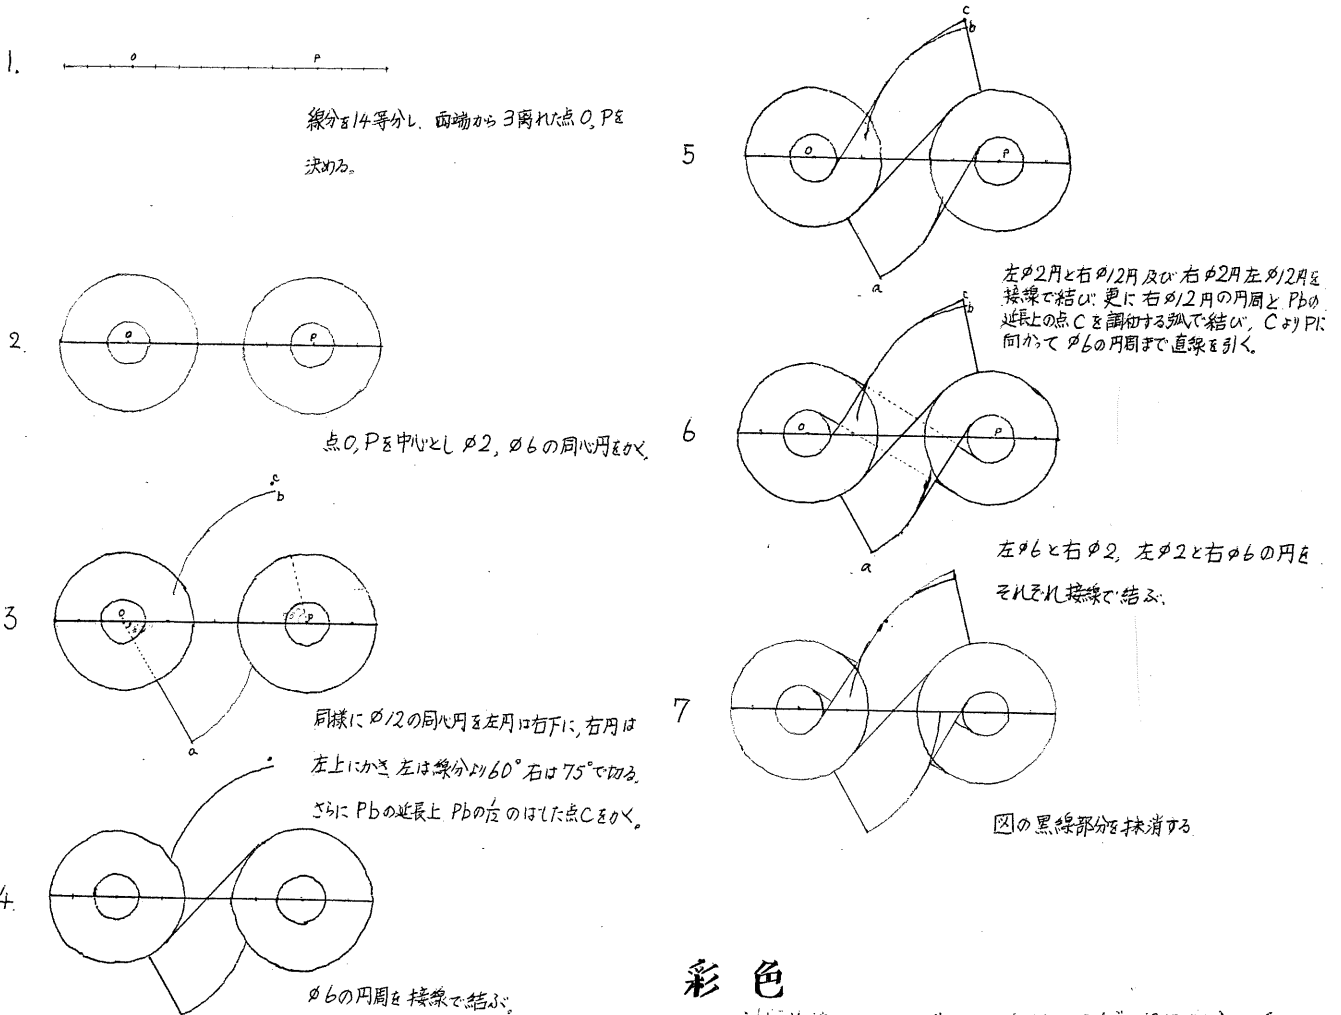 1.
O P
線分を14等分し、両端から3離れた点O,Pを
決める。
2.
O P
点O,Pを中心としφ2,φ6の同心円をかく。
3
c
b
O P
a
同様にφ12の同心円を左円は右下に,右円は
左上にかき 左は線分より60°右は75°で切る。
さらにPbの延長上 Pbの1/12のはした点Cをかく。
4.
φ6の円周を接線で結ぶ。
5
c
b
O P
a
左φ2円と右φ12円及び右φ2円左φ12円を
接線で結び、更に右φ12円の円周とPbの
延長上の点Cを調和する弧で結び、CよりPに
向かってφ6の円周まで直線を引く。
6
c
b
O P
a
左φ6と右φ2,左φ2と右φ6の円を
それぞれ接線で結ぶ。
7
図の黒線部分を抹消する
彩色